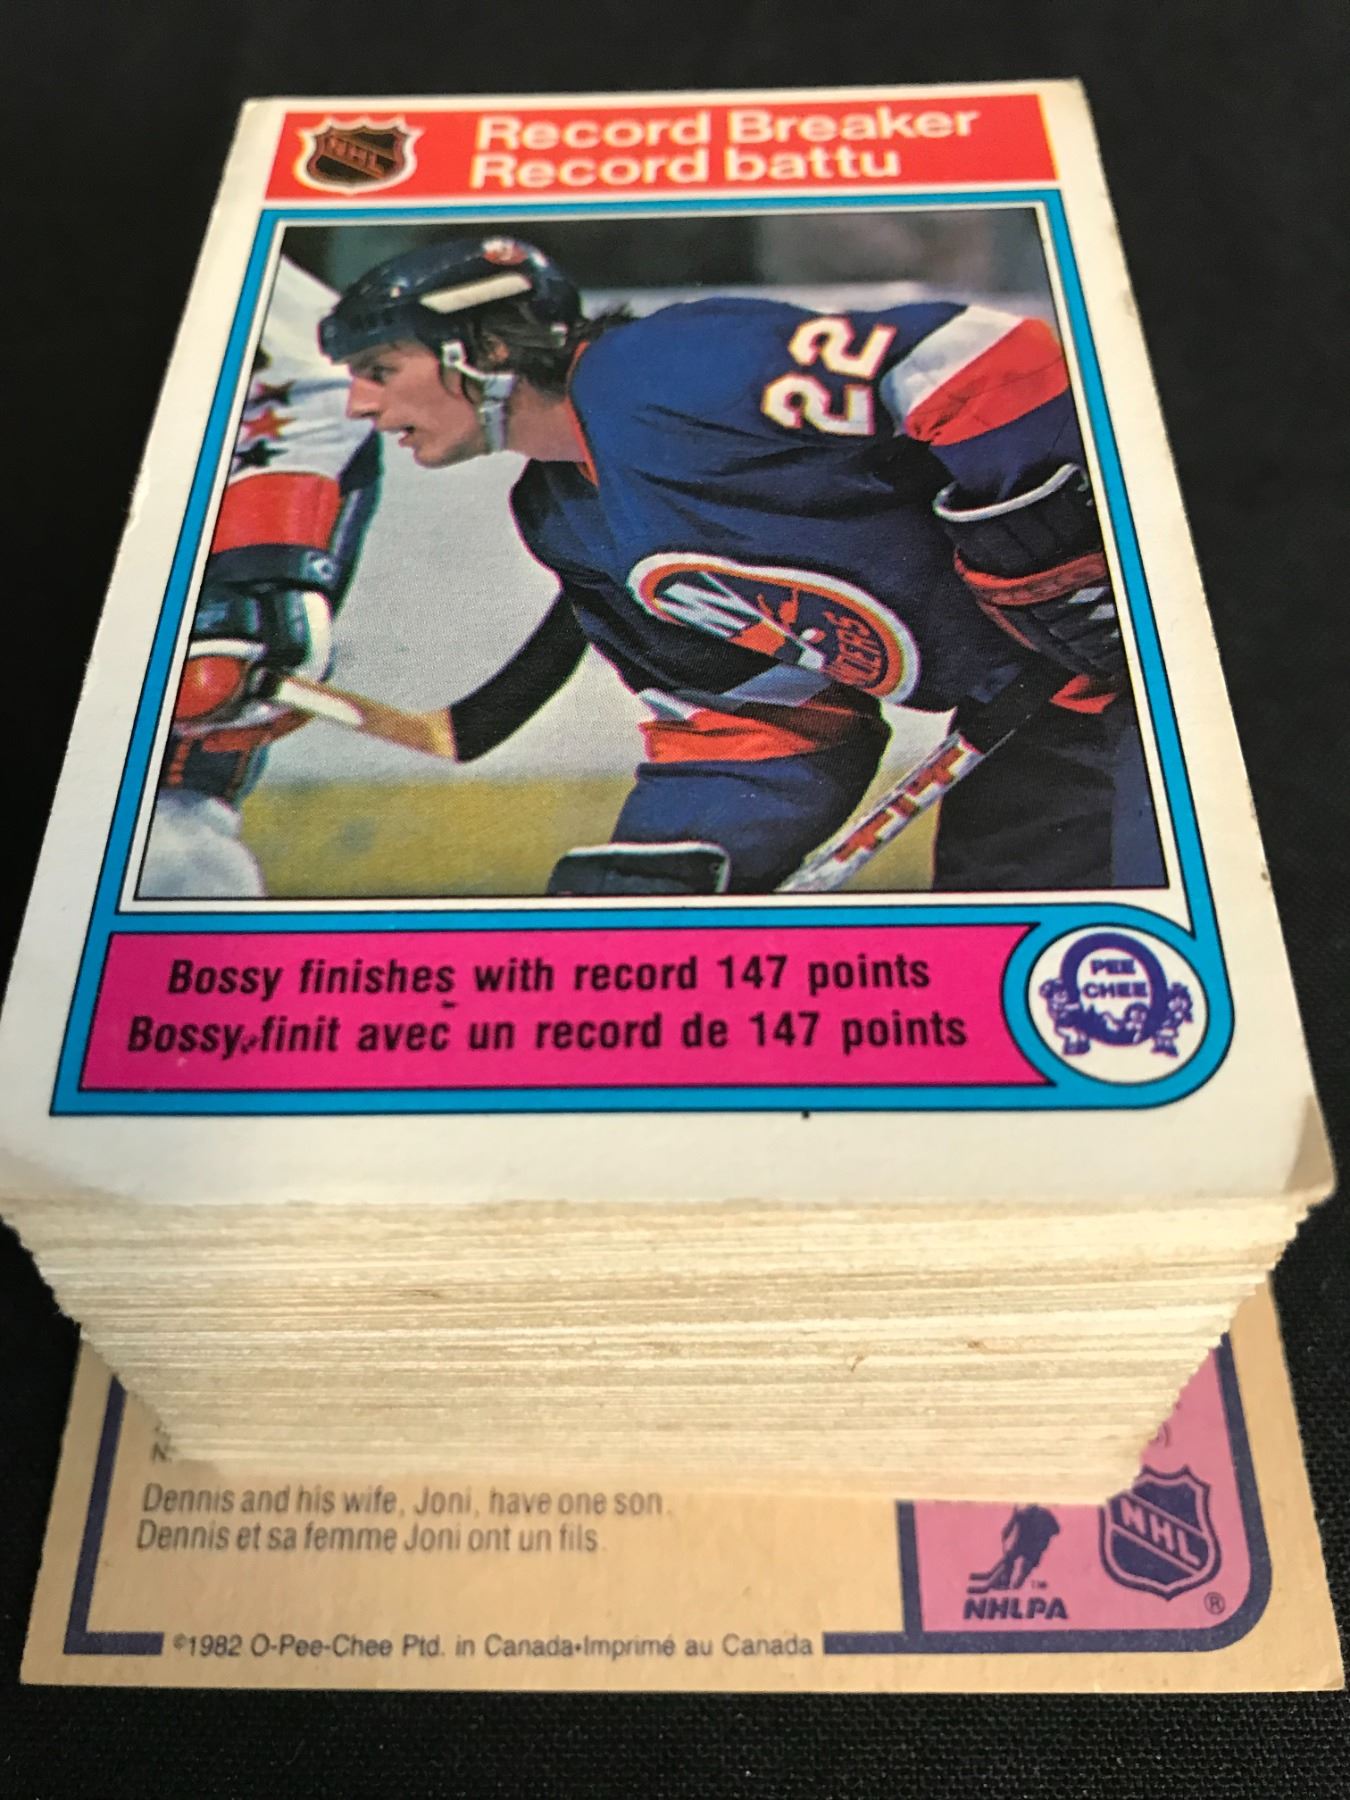 NHL
Record Breaker
Record battu
22
Bossy finishes with record 147 points
Bossy finit avec un record de 147 points
PEE
CHEE
Dennis and his wife, Joni, have one son.
Dennis et sa femme Joni ont un fils.
NHL
®
™
NHLPA
©1982 O-Pee-Chee Ptd. in Canada•Imprimé au Canada